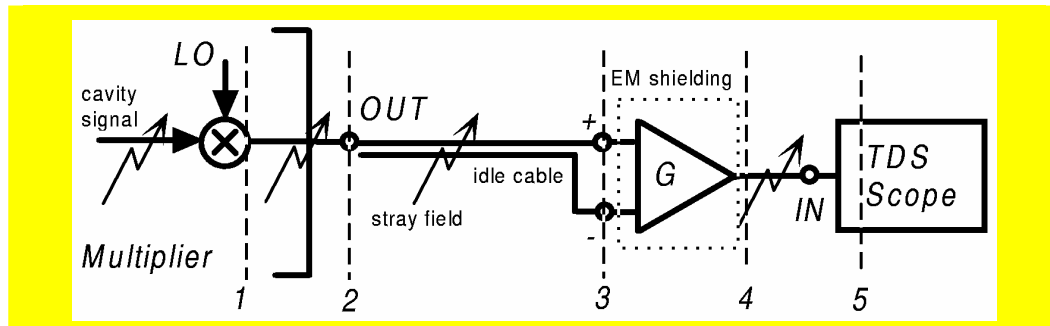 LO
EM shielding
cavity
signal
OUT
+
G
TDS
Scope
idle cable
IN
stray field
-
Multiplier
1 2 3 4 5